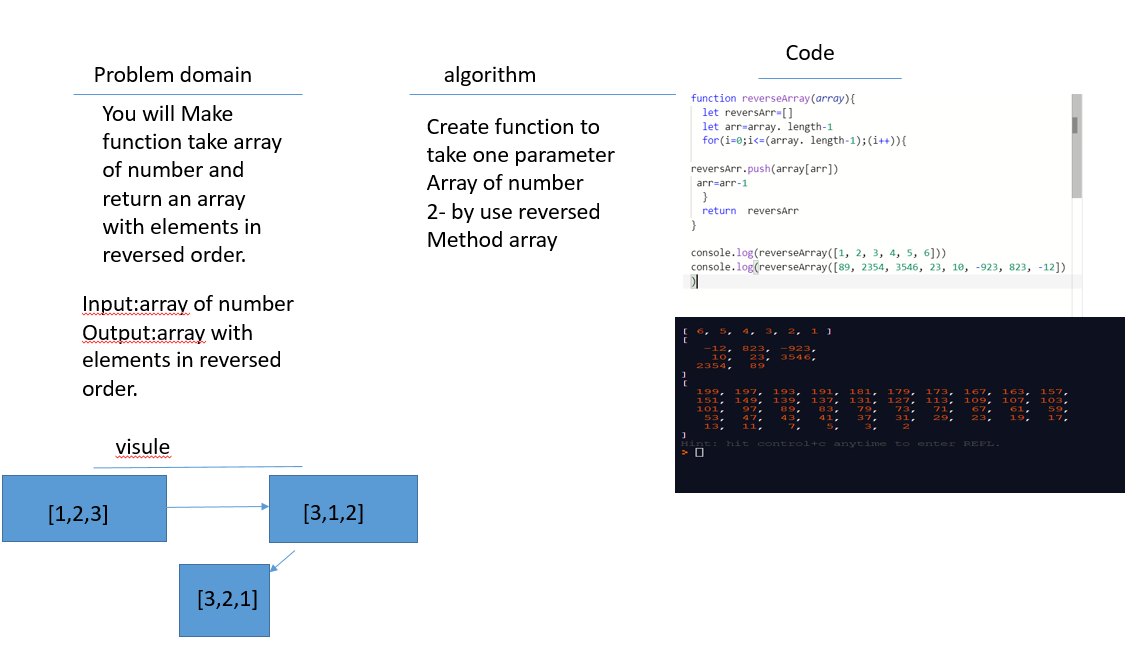 Problem domain
You will Make
function take array
of number and
return an array
with elements in
reversed order.
Input:array of number
Output:array with
elements in reversed
order.
visule
[1,2,3]
[3,1,2]
[3,2,1]
algorithm
Create function to
take one parameter
Array of number
2- by use reversed
Method array
Code
function reverseArray(array){
let reversArr=[]
let arr=array. length-1
for(i=0;i<=(array. length-1);(i++)){
reversArr.push(array[arr])
arr=arr-1
}
return reversArr
}
console.log(reverseArray([1, 2, 3, 4, 5, 6]))
console.log(reverseArray([89, 2354, 3546, 23, 10, -923, 823, -12])
)
[ 6, 5, 4, 3, 2, 1 ]
[
-12, 823, -923,
10, 23, 3546,
2354, 89
]
[
199, 197, 193, 191, 181, 179, 173, 167, 163, 157,
151, 149, 139, 137, 131, 127, 113, 109, 107, 103,
101, 97, 89, 83, 79, 73, 71, 67, 61, 59,
53, 47, 43, 41, 37, 31, 29, 23, 19, 17,
13, 11, 7, 5, 3, 2
]
Hint: hit control+c anytime to enter REPL.
>